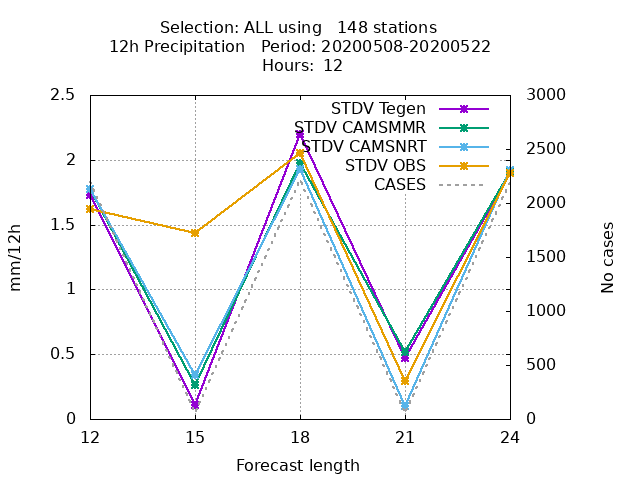 Selection: ALL using   148 stations
12h Precipitation   Period: 20200508-20200522
Hours:  12
2.5
2
1.5
1
0.5
0
3000
2500
2000
1500
1000
500
0
mm/12h
No cases
STDV Tegen
STDV CAMSMMR
STDV CAMSNRT
STDV OBS
CASES
12 15 18 21 24
Forecast length